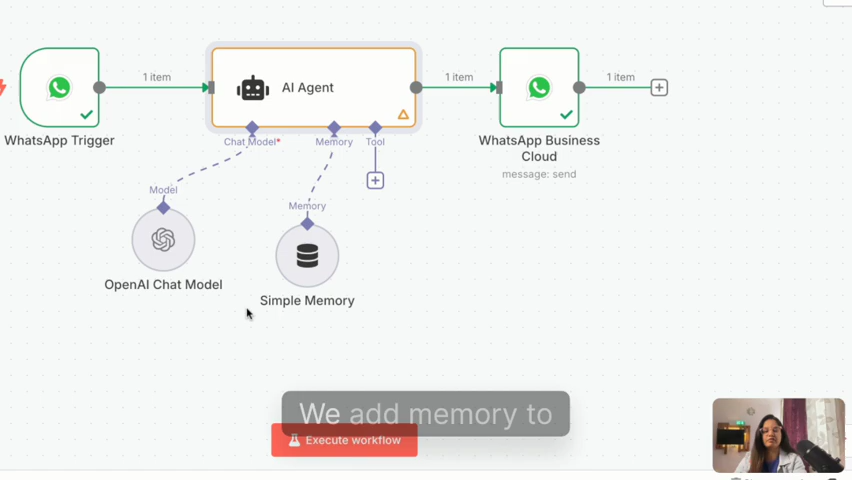 1 item
AI Agent
1 item
1 item
WhatsApp Trigger
Chat Model*
Memory
Tool
WhatsApp Business
Cloud
message: send
Model
Memory
OpenAI Chat Model
Simple Memory
We add memory to
Execute workflow